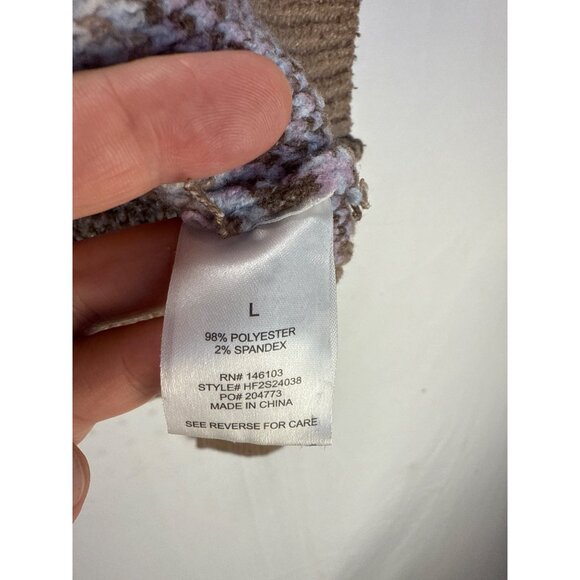 L
98% POLYESTER
2% SPANDEX
RN# 146103
STYLE# HF2S24038
PO# 204773
MADE IN CHINA
SEE REVERSE FOR CARE